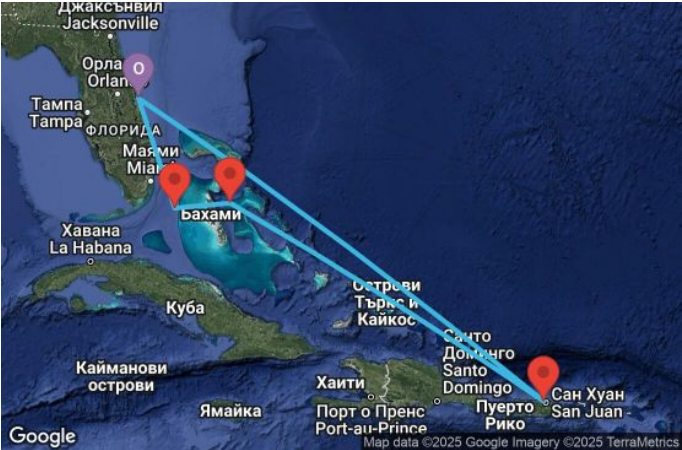 Джаксънвил
Jacksonville
Орла
Orlan
O
Тампа
Tampa
ФЛОРИДА
Маями
Miami
Бахами
Хавана
La Habana
Куба
Острови
Търкс и
Кайкос
Кайманови
острови
Санто
Доминго
Santo
Domingo
Хаити
Порт о Пренс
Port-au-Prince
Ямайка
Пуерто
Рико
Сан Хуан
San Juan
Google
Map data ©2025 Google Imagery ©2025 TerraMetrics